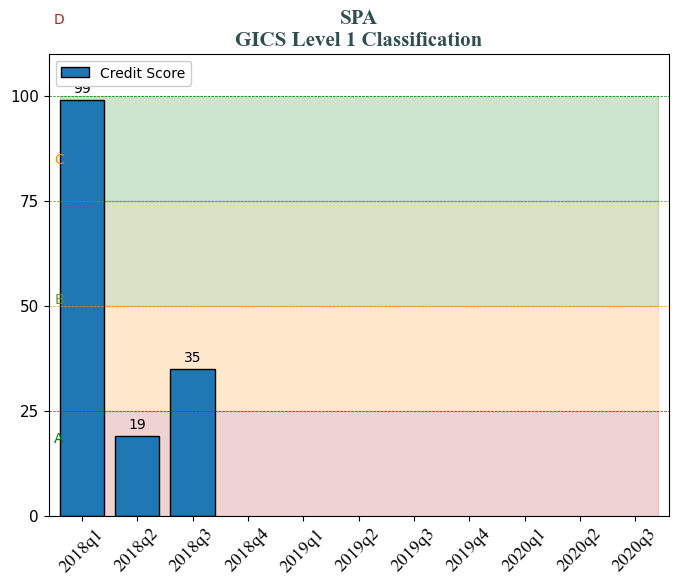 D
SPA
GICS Level 1 Classification
Credit Score
99
100
C
75
B
50
35
25
19
A
0
2018q1
2018q2
2018q3
2018q4
2019q1
2019q2
2019q3
2019q4
2020q1
2020q2
2020q3